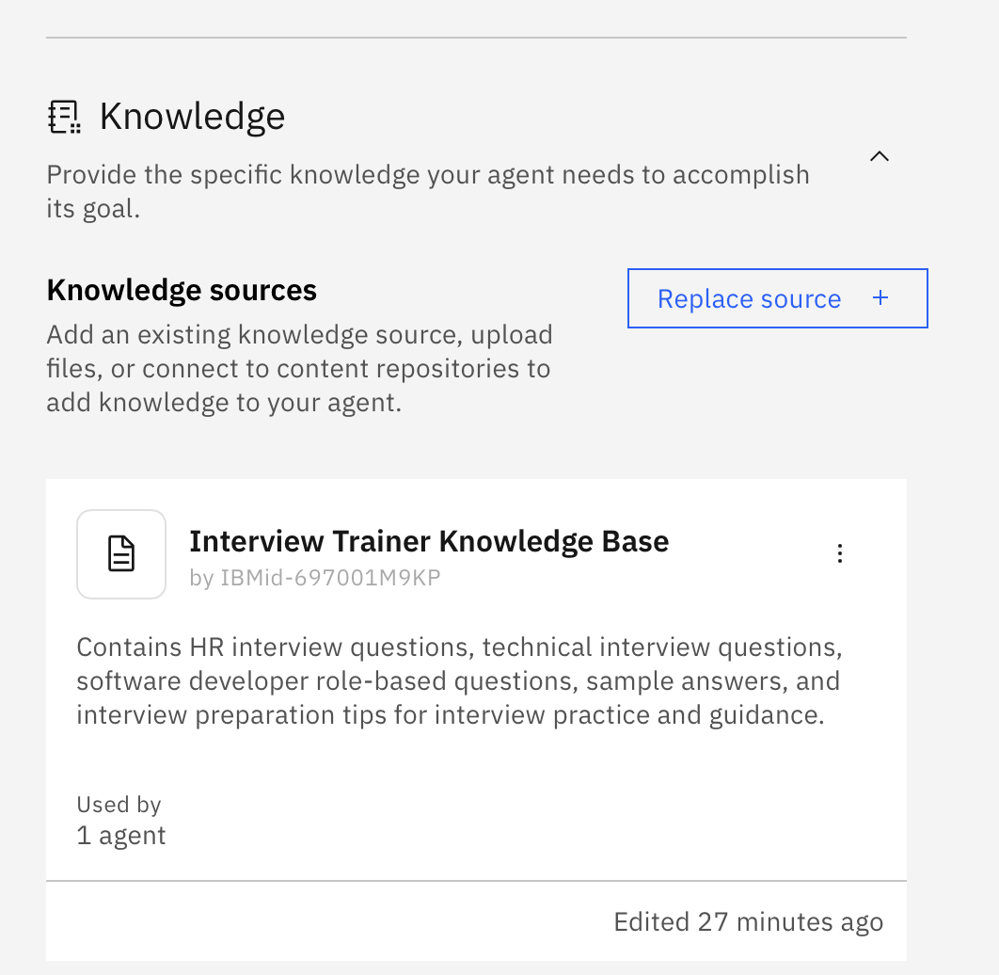 Knowledge
Provide the specific knowledge your agent needs to accomplish
its goal.
Knowledge sources
Replace source +
Add an existing knowledge source, upload
files, or connect to content repositories to
add knowledge to your agent.
Interview Trainer Knowledge Base
by IBMid-697001M9KP
Contains HR interview questions, technical interview questions,
software developer role-based questions, sample answers, and
interview preparation tips for interview practice and guidance.
Used by
1 agent
Edited 27 minutes ago